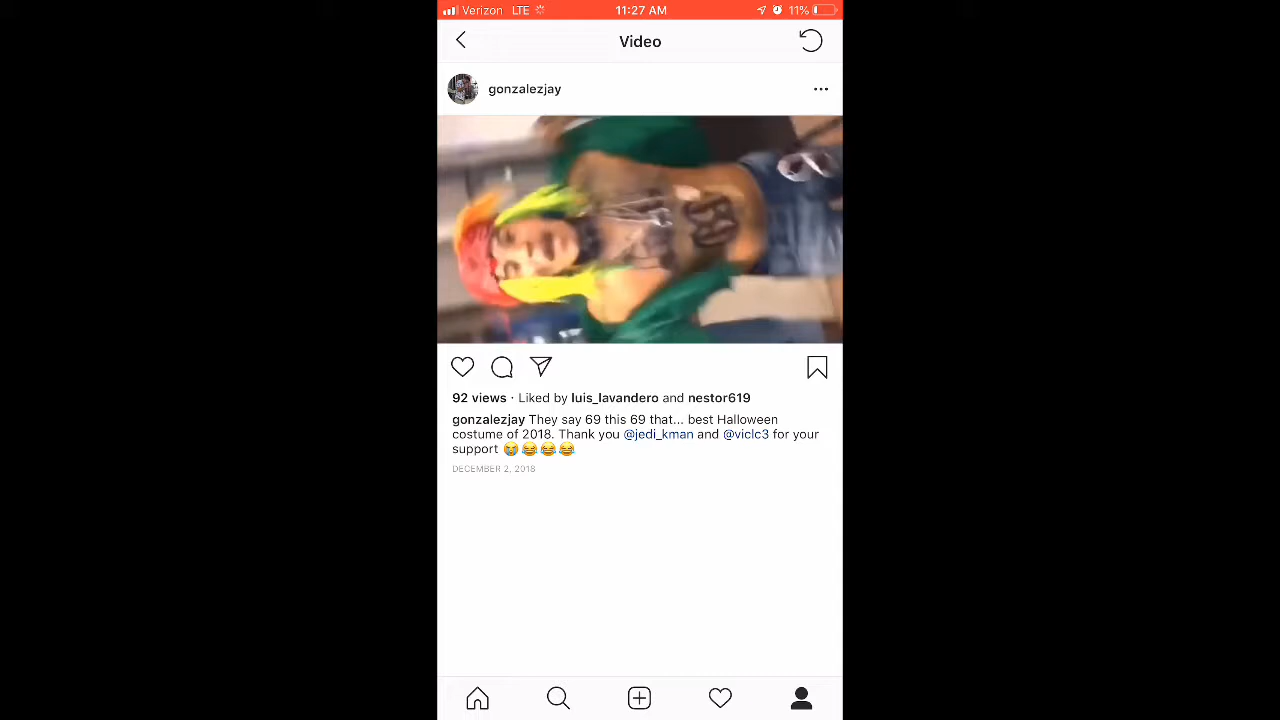 Verizon LTE 11:27 AM 11%
Video
gonzalezjay
69
92 views · Liked by luis_lavandero and nestor619
gonzalezjay They say 69 this 69 that... best Halloween
costume of 2018. Thank you @jedi_kman and @viclc3 for your
support 😭😂😂😂
DECEMBER 2, 2018